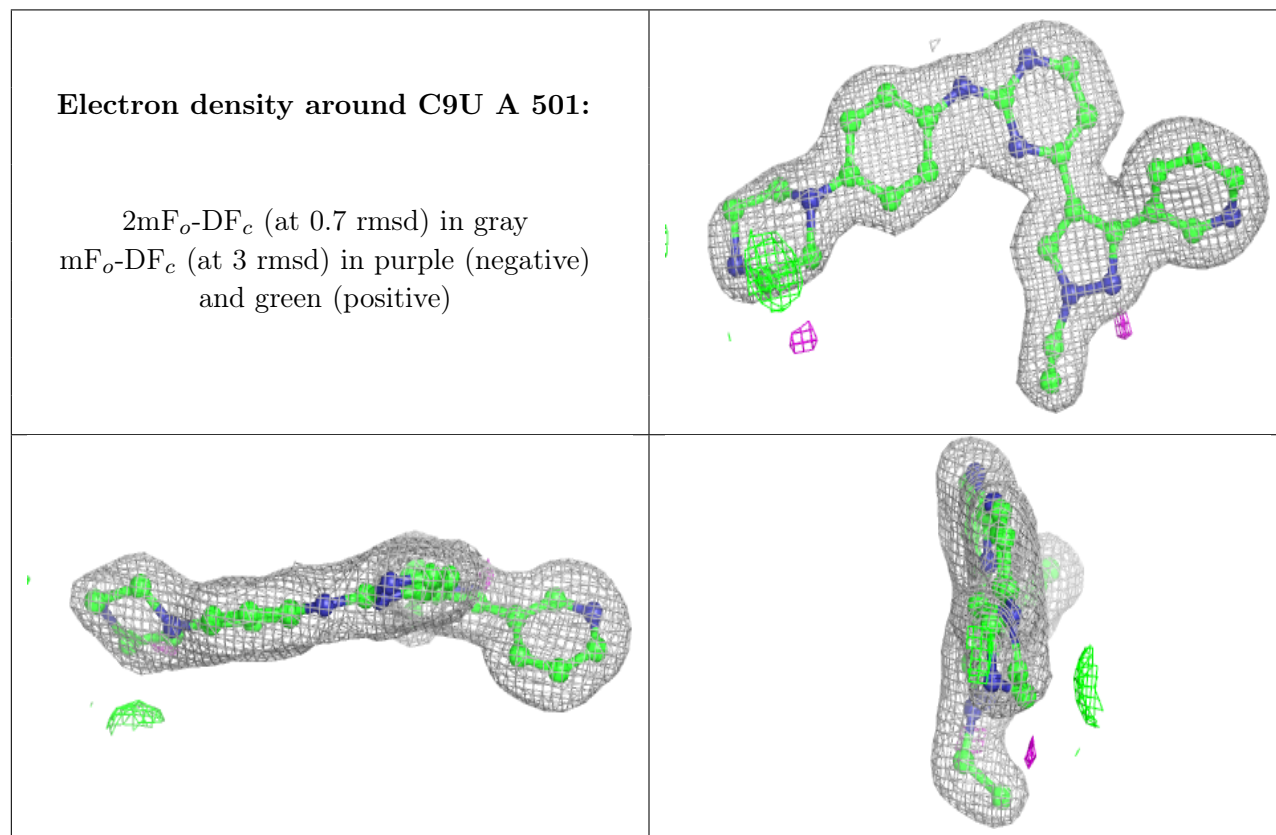 Electron density around C9U A 501:
2mFo-DFc (at 0.7 rmsd) in gray
mFo-DFc (at 3 rmsd) in purple (negative)
and green (positive)